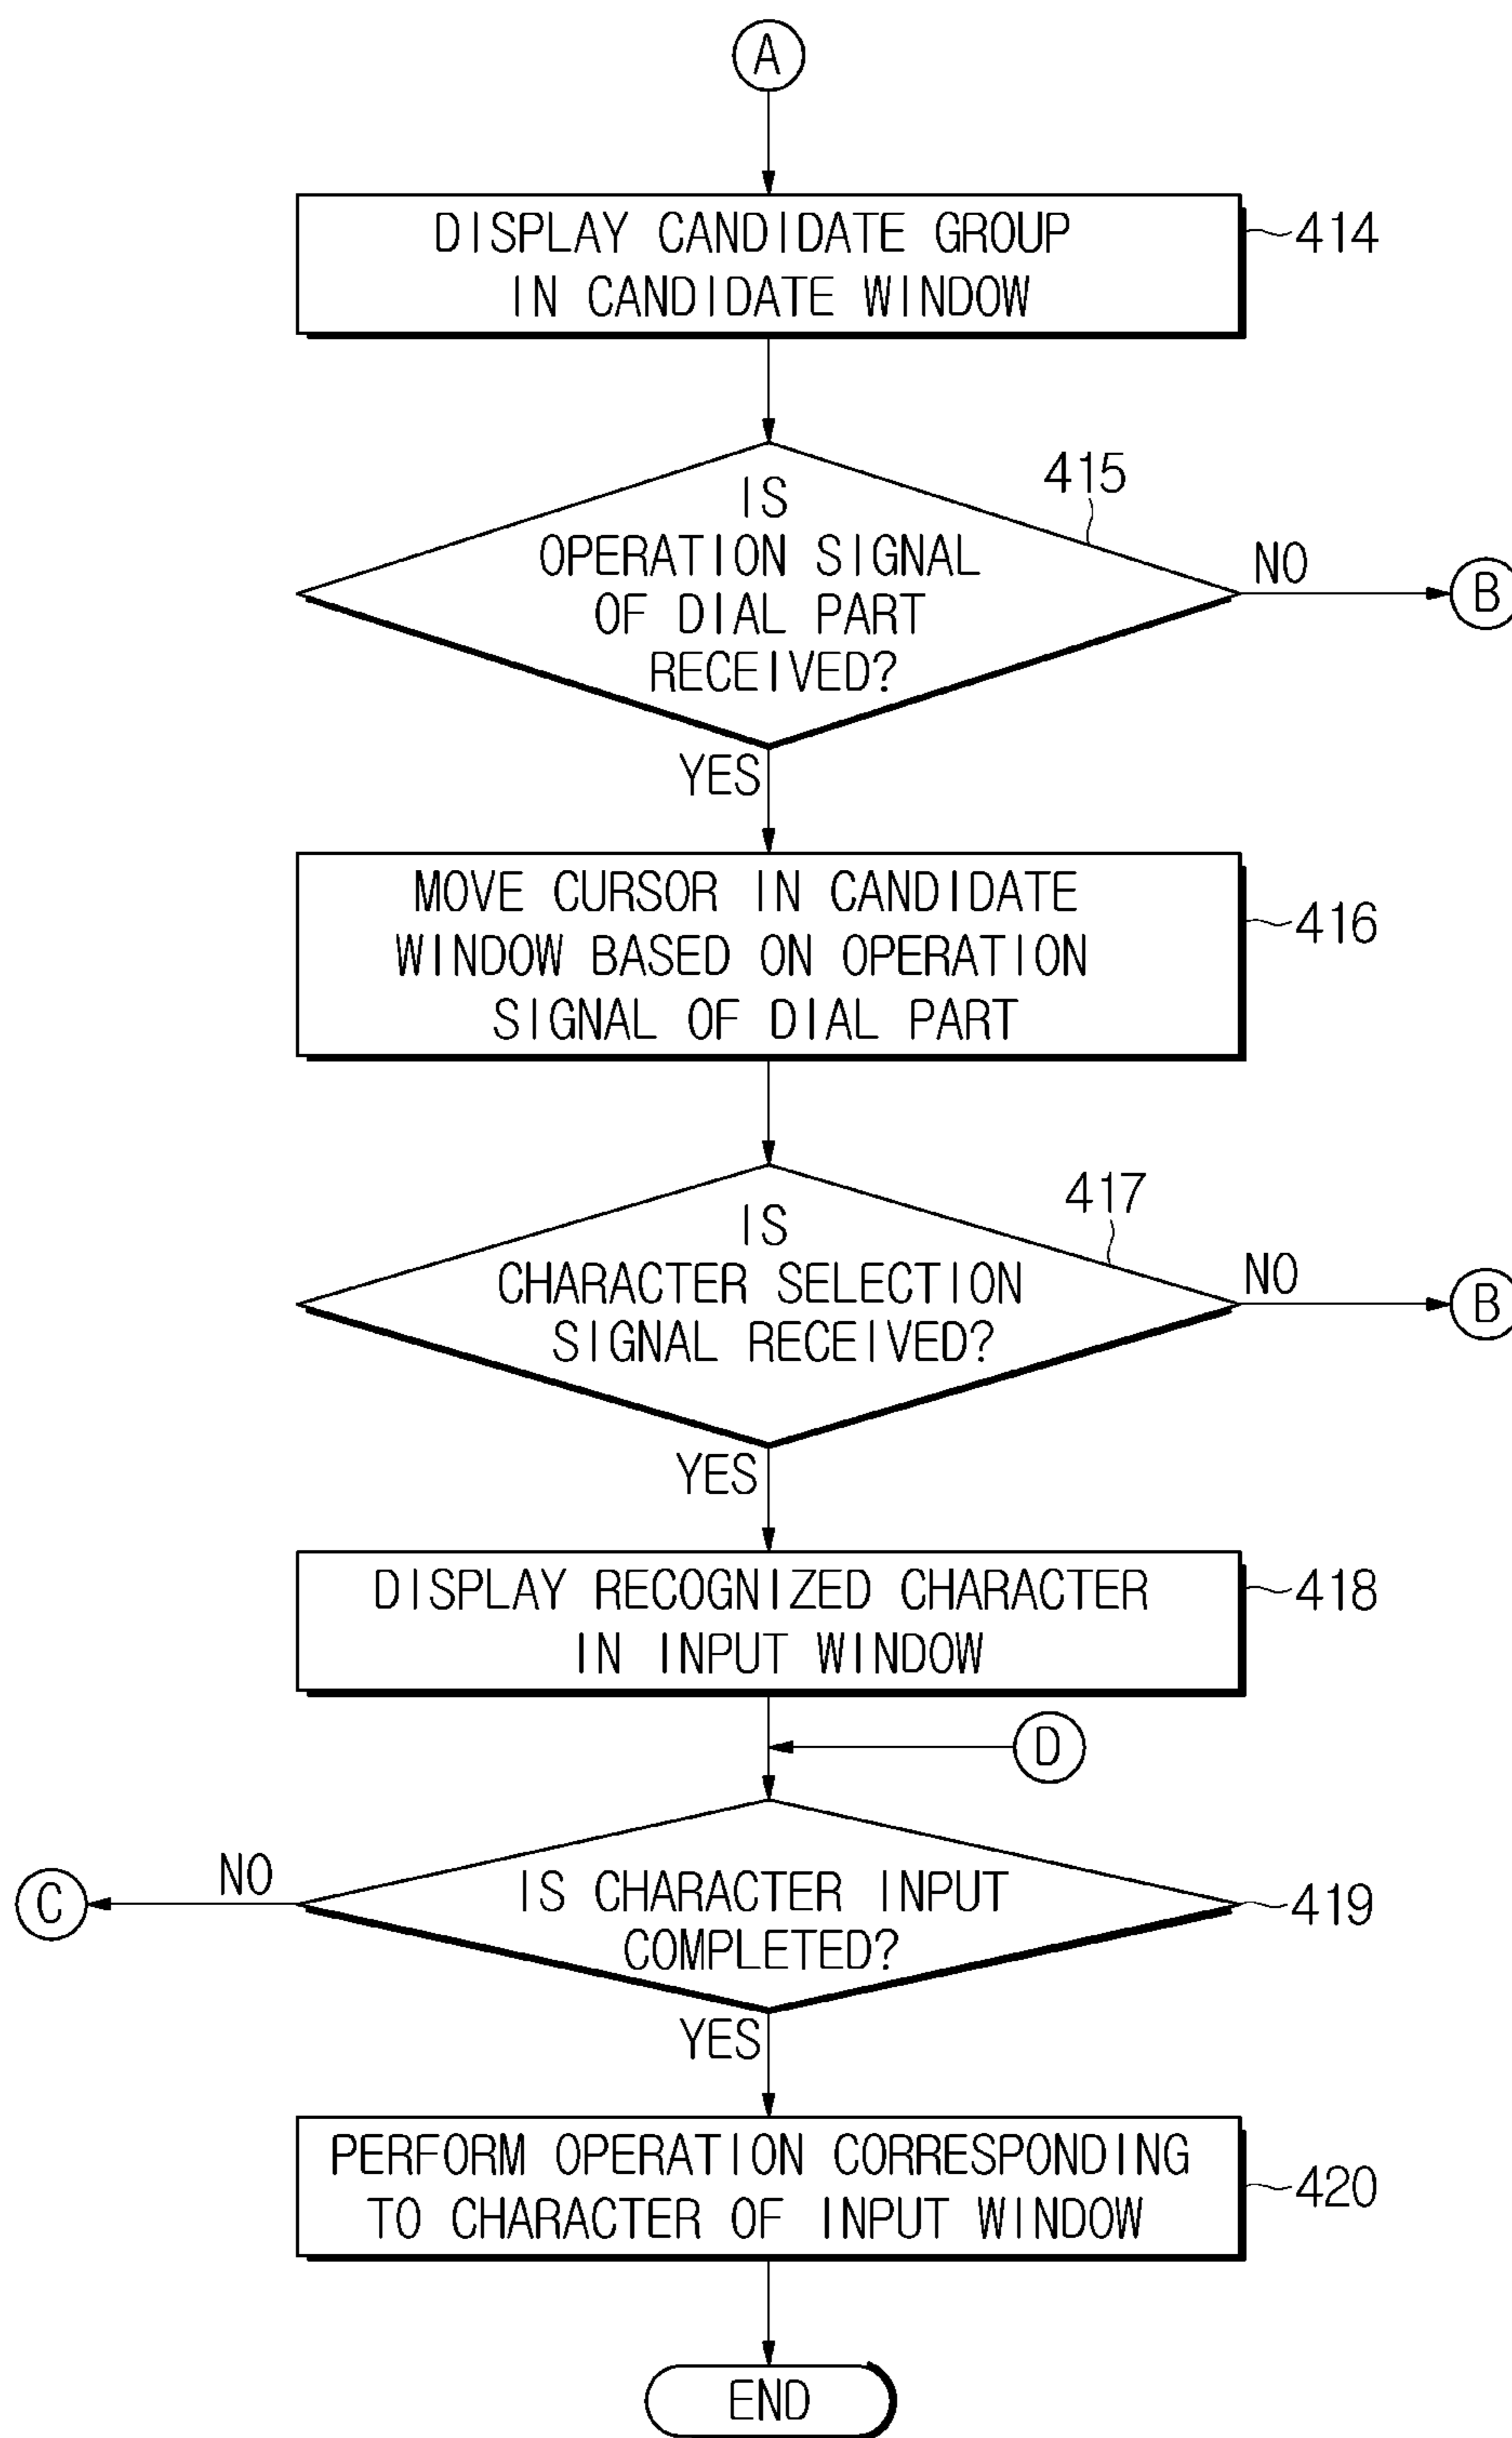 A
DISPLAY CANDIDATE GROUP
IN CANDIDATE WINDOW
414
415
IS
OPERATION SIGNAL
OF DIAL PART
RECEIVED?
NO
B
YES
MOVE CURSOR IN CANDIDATE
WINDOW BASED ON OPERATION
SIGNAL OF DIAL PART
416
417
IS
CHARACTER SELECTION
SIGNAL RECEIVED?
NO
B
YES
DISPLAY RECOGNIZED CHARACTER
IN INPUT WINDOW
418
D
NO
C
IS CHARACTER INPUT
COMPLETED?
419
YES
PERFORM OPERATION CORRESPONDING
TO CHARACTER OF INPUT WINDOW
420
END